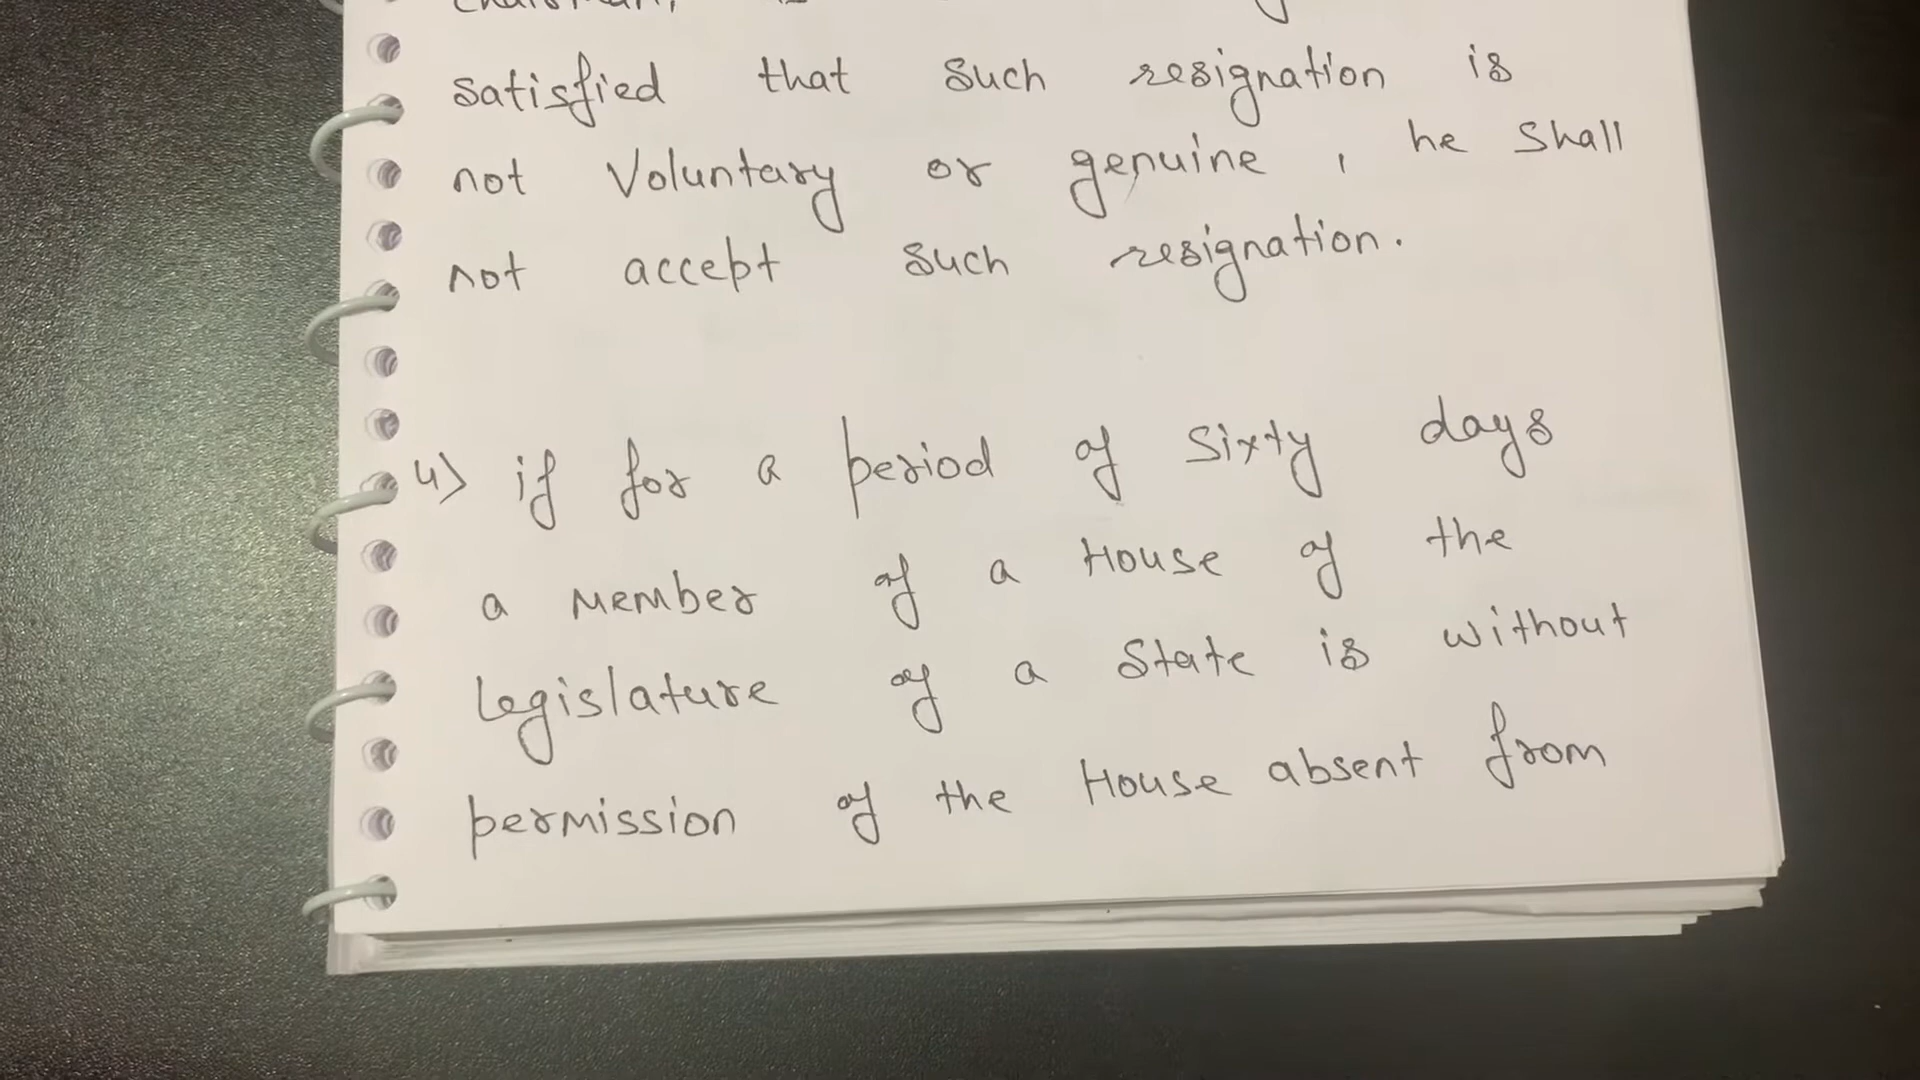 satisfied that such resignation is
not Voluntary or genuine, he shall
not accept such resignation.
4) if for a period of sixty days
a member of a House of the
Legislature of a State is without
permission of the House absent from